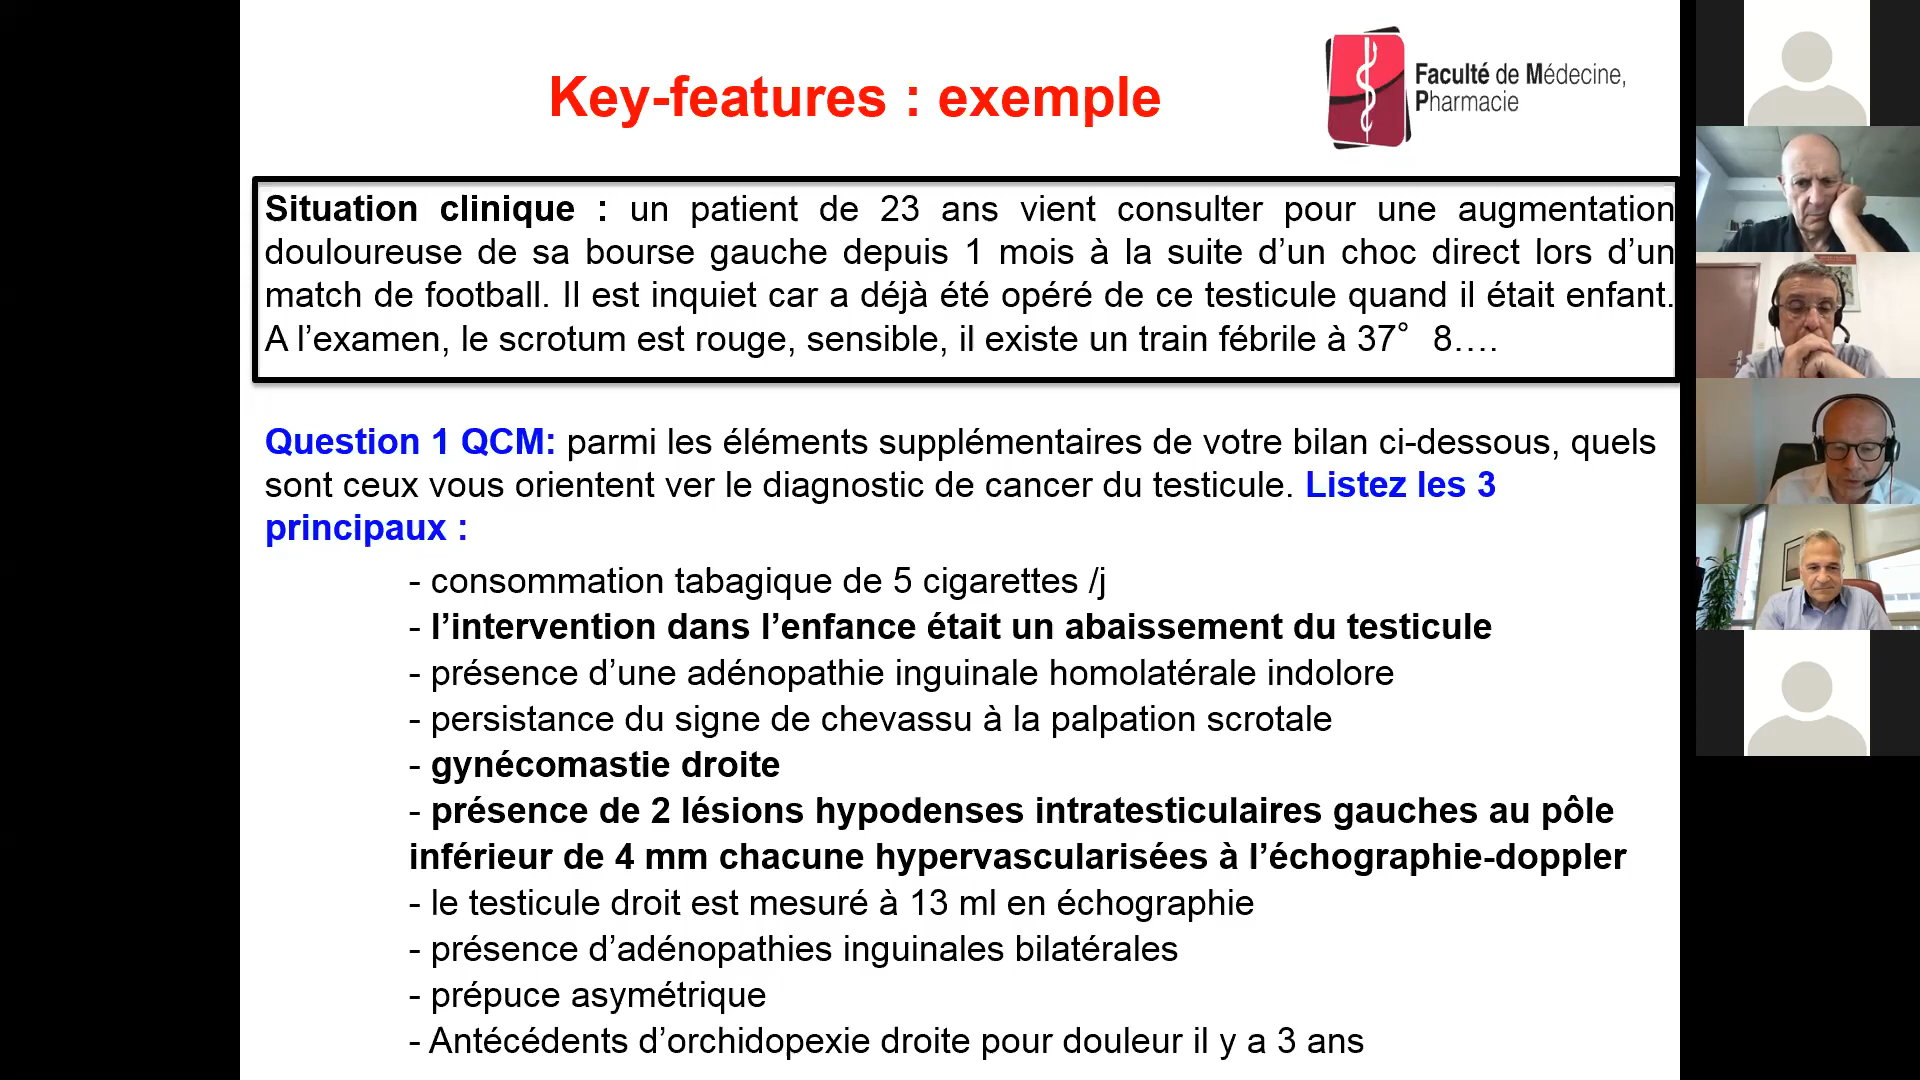 Key-features : exemple
Faculté de Médecine,
Pharmacie
Situation clinique : un patient de 23 ans vient consulter pour une augmentation
douloureuse de sa bourse gauche depuis 1 mois à la suite d’un choc direct lors d’un
match de football. Il est inquiet car a déjà été opéré de ce testicule quand il était enfant.
A l’examen, le scrotum est rouge, sensible, il existe un train fébrile à 37° 8….
Question 1 QCM: parmi les éléments supplémentaires de votre bilan ci-dessous, quels
sont ceux vous orientent ver le diagnostic de cancer du testicule. Listez les 3
principaux :
- consommation tabagique de 5 cigarettes /j
- l’intervention dans l’enfance était un abaissement du testicule
- présence d’une adénopathie inguinale homolatérale indolore
- persistance du signe de chevassu à la palpation scrotale
- gynécomastie droite
- présence de 2 lésions hypodenses intratesticulaires gauches au pôle
inférieur de 4 mm chacune hypervascularisées à l’échographie-doppler
- le testicule droit est mesuré à 13 ml en échographie
- présence d’adénopathies inguinales bilatérales
- prépuce asymétrique
- Antécédents d’orchidopexie droite pour douleur il y a 3 ans